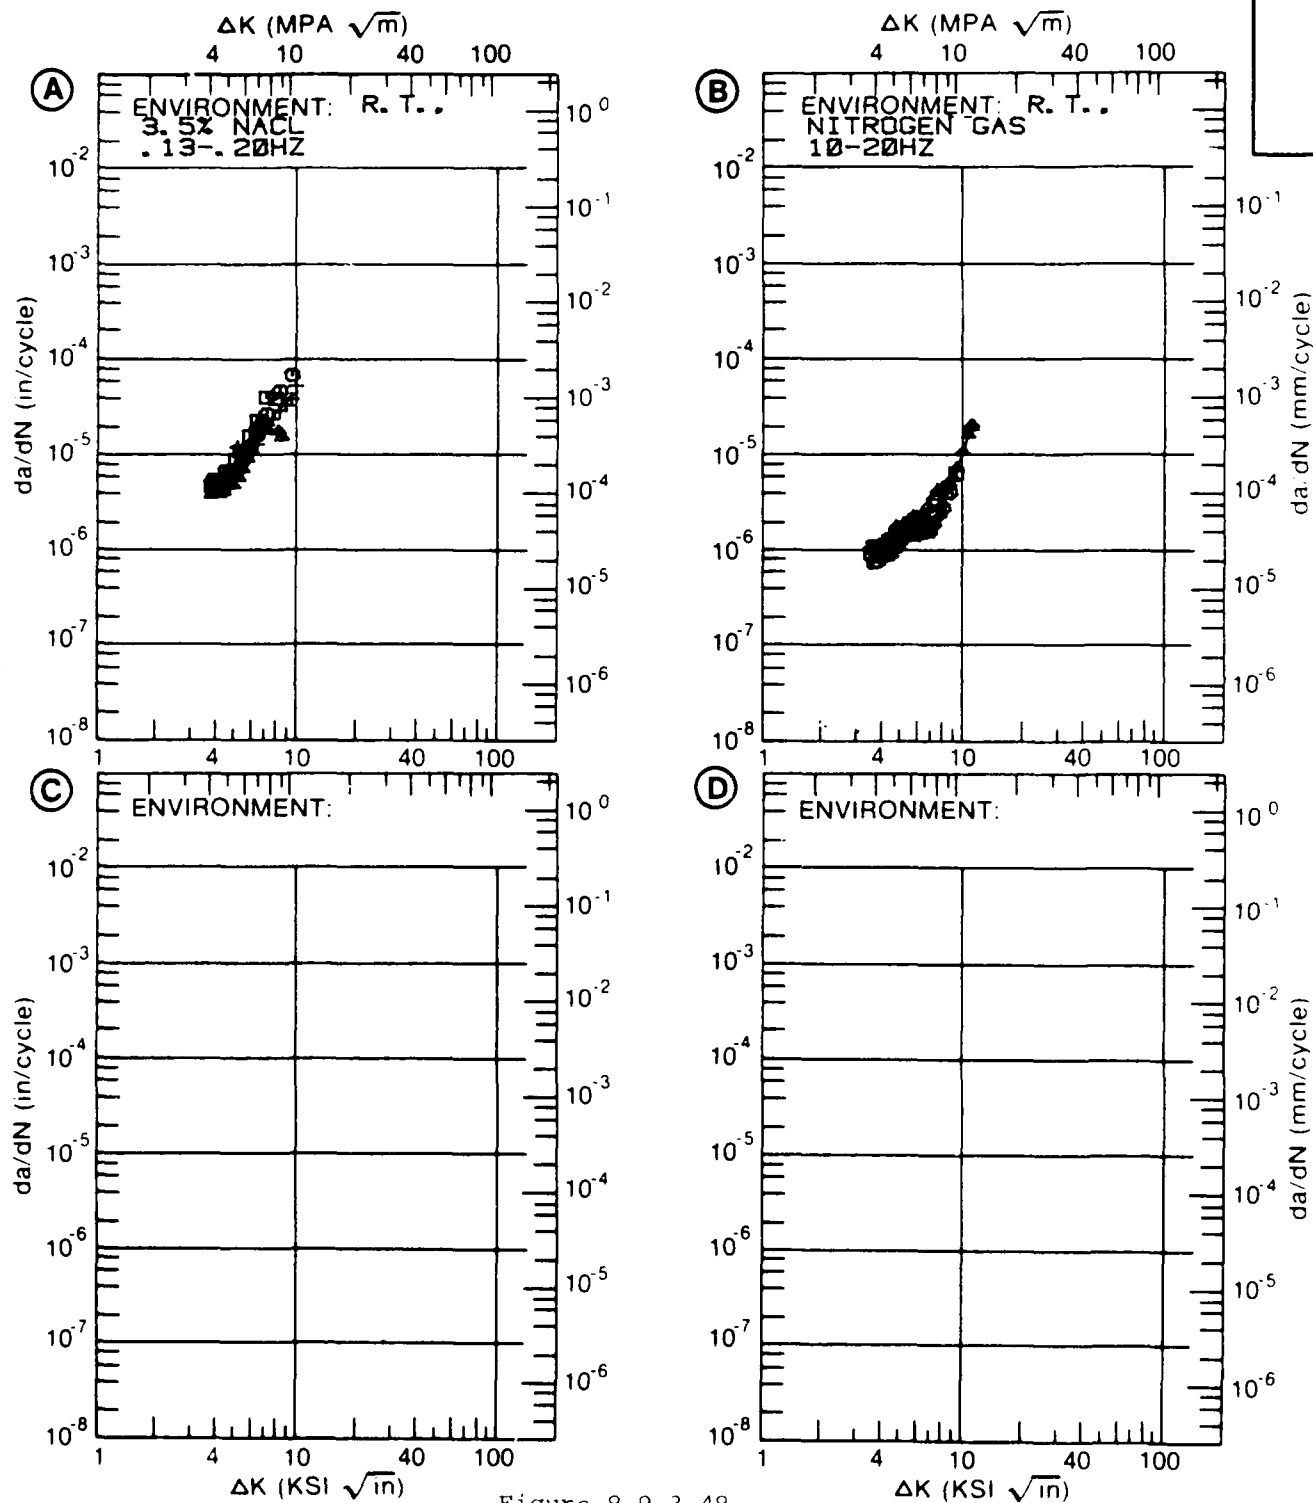 ΔK (MPA √m)
4 10 40 100
A
ENVIRONMENT: R.T..
3.5% NACL
.13-.20HZ
10⁻²
10⁻³
10⁻⁴
10⁻⁵
10⁻⁶
10⁻⁷
10⁻⁸
da/dN (in/cycle)
10⁰
10⁻¹
10⁻²
10⁻³
10⁻⁴
10⁻⁵
10⁻⁶
1 4 10 40 100
ΔK (MPA √m)
4 10 40 100
B
ENVIRONMENT: R.T..
NITROGEN GAS
10-20HZ
10⁻²
10⁻³
10⁻⁴
10⁻⁵
10⁻⁶
10⁻⁷
10⁻⁸
10⁻¹
10⁻²
10⁻³
10⁻⁴
10⁻⁵
10⁻⁶
da/dN (mm/cycle)
1 4 10 40 100
C
ENVIRONMENT:
10⁻²
10⁻³
10⁻⁴
10⁻⁵
10⁻⁶
10⁻⁷
10⁻⁸
da/dN (in/cycle)
10⁰
10⁻¹
10⁻²
10⁻³
10⁻⁴
10⁻⁵
10⁻⁶
1 4 10 40 100
ΔK (KSI √in)
D
ENVIRONMENT:
10⁻²
10⁻³
10⁻⁴
10⁻⁵
10⁻⁶
10⁻⁷
10⁻⁸
10⁰
10⁻¹
10⁻²
10⁻³
10⁻⁴
10⁻⁵
10⁻⁶
da/dN (mm/cycle)
1 4 10 40 100
ΔK (KSI √in)
Figure 8.9.3.48